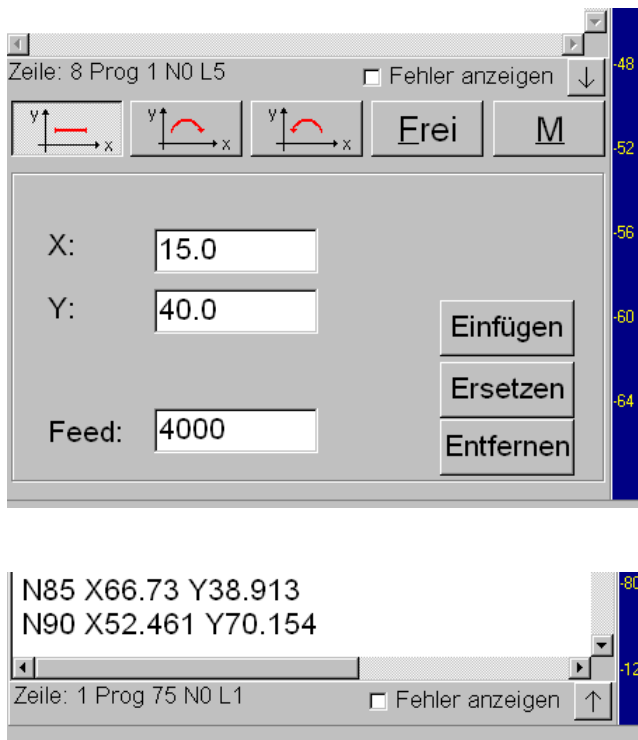 Zeile: 8 Prog 1 N0 L5
Fehler anzeigen
-48
y x
y x
y x
Frei
M
-52
X: 15.0
-56
Y: 40.0
Einfügen
-60
Ersetzen
-64
Feed: 4000
Entfernen
N85 X66.73 Y38.913
-80
N90 X52.461 Y70.154
-12
Zeile: 1 Prog 75 N0 L1
Fehler anzeigen